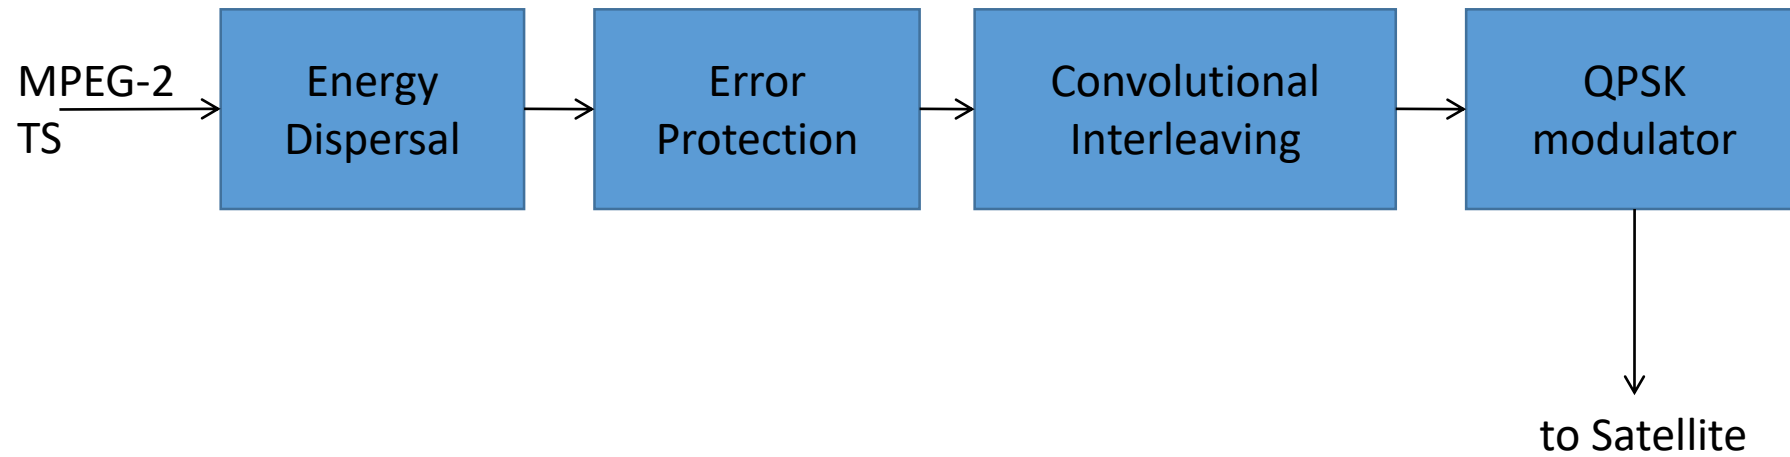 MPEG-2
TS
Energy
Dispersal
Error
Protection
Convolutional
Interleaving
QPSK
modulator
to Satellite